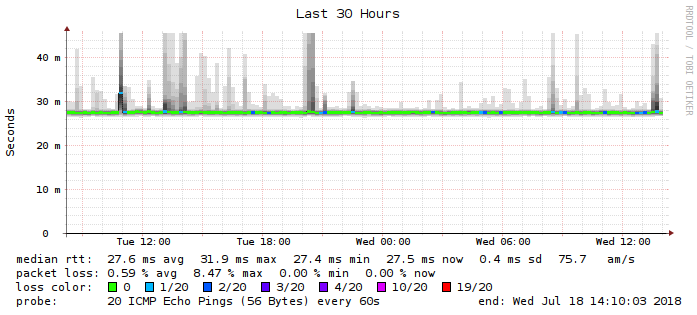 Last 30 Hours
RRDTOOL / TOBI OETIKER
Seconds
40 m
30 m
20 m
10 m
0
Tue 12:00 Tue 18:00 Wed 00:00 Wed 06:00 Wed 12:00
median rtt: 27.6 ms avg 31.9 ms max 27.4 ms min 27.5 ms now 0.4 ms sd 75.7 am/s
packet loss: 0.59 % avg 8.47 % max 0.00 % min 0.00 % now
loss color: 0 1/20 2/20 3/20 4/20 10/20 19/20
probe: 20 ICMP Echo Pings (56 Bytes) every 60s end: Wed Jul 18 14:10:03 2018